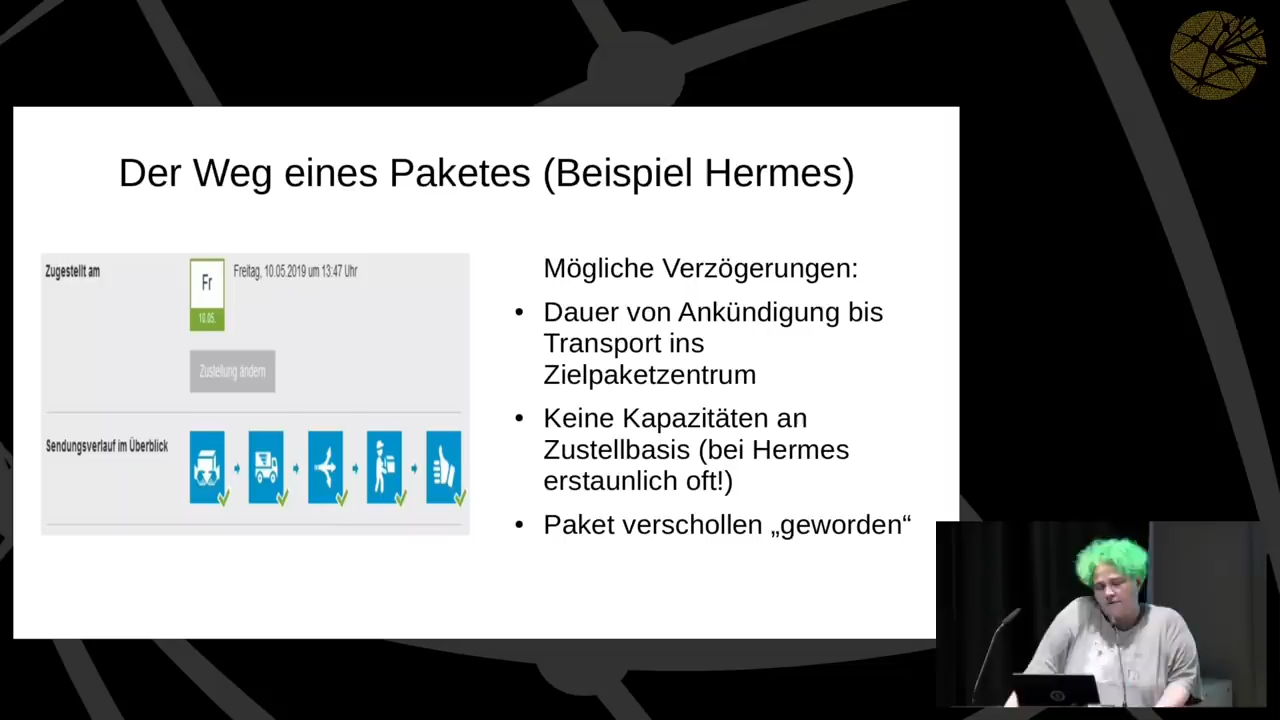 Der Weg eines Paketes (Beispiel Hermes)
Zugestellt am
Fr
10.05.
Freitag, 10.05.2019 um 13:47 Uhr
Zustellung ändern
Sendungsverlauf im Überblick
Mögliche Verzögerungen:
• Dauer von Ankündigung bis
Transport ins
Zielpaketzentrum
• Keine Kapazitäten an
Zustellbasis (bei Hermes
erstaunlich oft!)
• Paket verschollen „geworden“